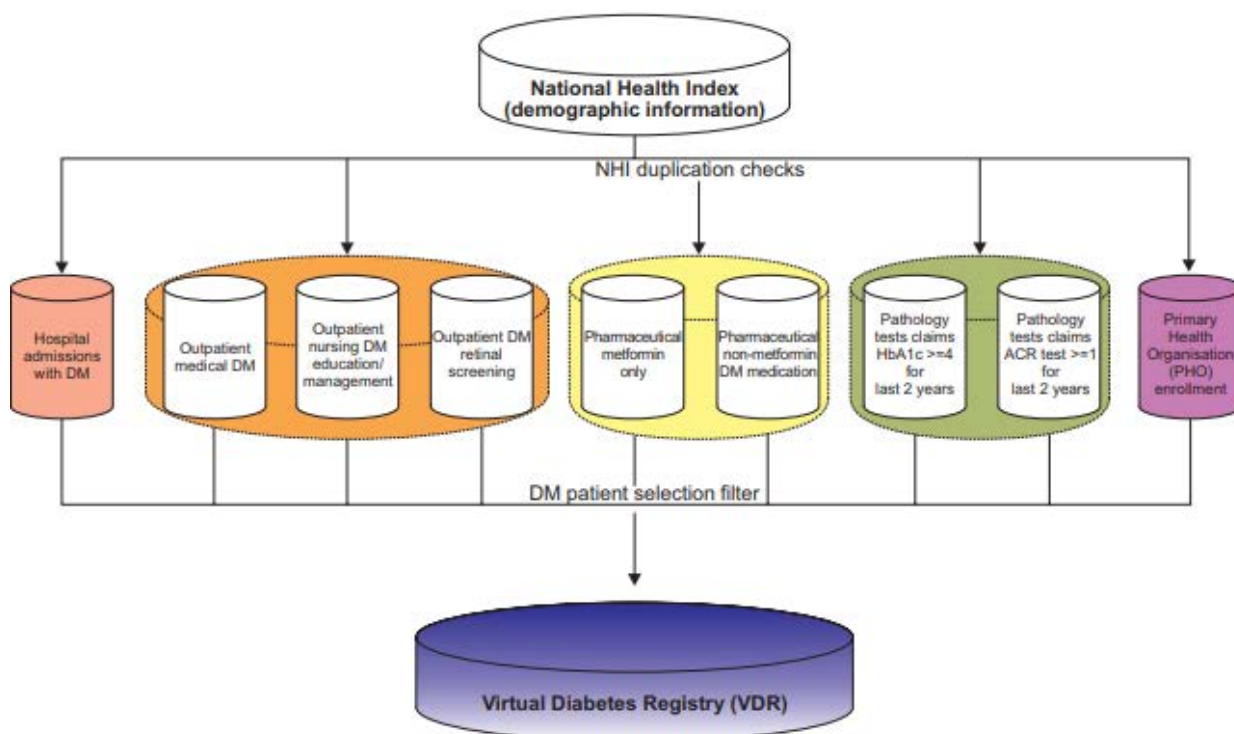 National Health Index
(demographic information)
NHI duplication checks
Hospital
admissions
with DM
Outpatient
medical DM
Outpatient
nursing DM
education/
management
Outpatient DM
retinal
screening
Pharmaceutical
metformin
only
Pharmaceutical
non-metformin
DM medication
Pathology
tests claims
HbA1c >=4
for
last 2 years
Pathology
tests claims
ACR test >=1
for
last 2 years
Primary
Health
Organisation
(PHO)
enrollment
DM patient selection filter
Virtual Diabetes Registry (VDR)